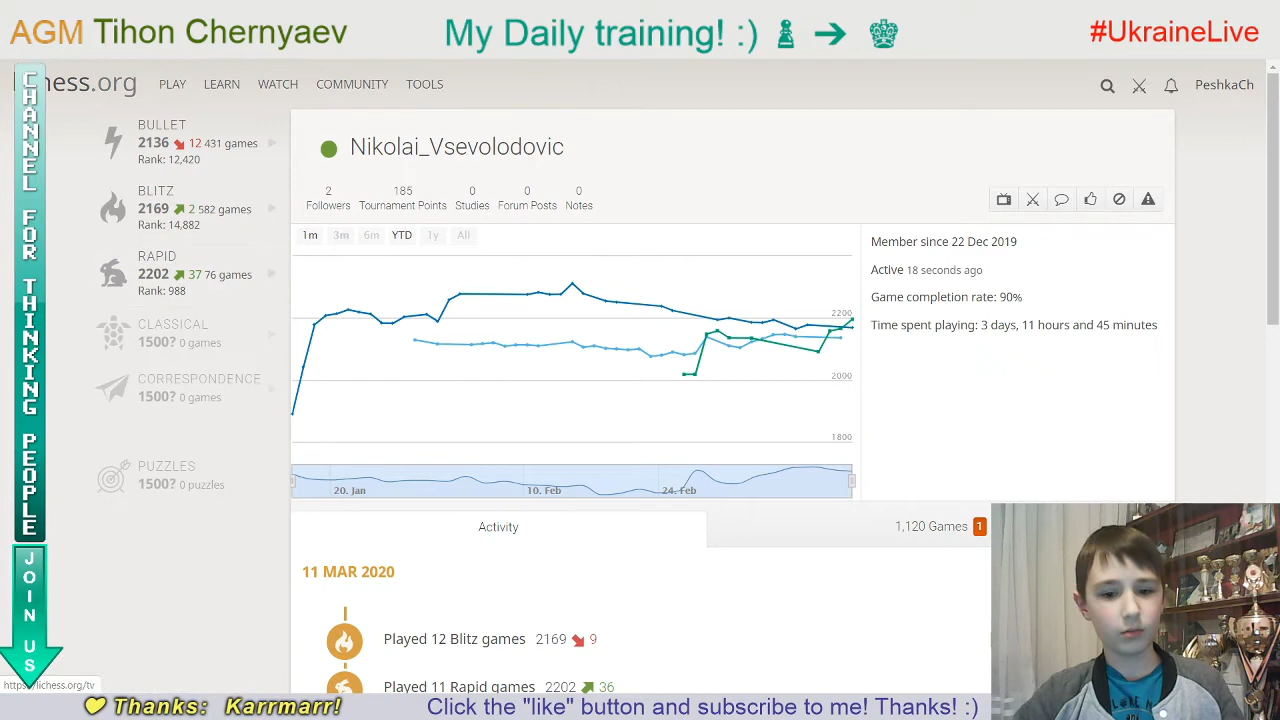 AGM Tihon Chernyaev
My Daily training! :)
#UkraineLive
CHANNEL FOR THINKING PEOPLE
JOIN US
hess.org
PLAY
LEARN
WATCH
COMMUNITY
TOOLS
PeshkaCh
BULLET
2136 12 431 games
Rank: 12,420
BLITZ
2169 2 582 games
Rank: 14,882
RAPID
2202 37 76 games
Rank: 988
CLASSICAL
1500? 0 games
CORRESPONDENCE
1500? 0 games
PUZZLES
1500? 0 puzzles
Nikolai_Vsevolodovic
2 185 0 0 0
Followers Tournament Points Studies Forum Posts Notes
1m 3m 6m YTD 1y All
2200
2000
1800
20. Jan 10. Feb 24. Feb
Member since 22 Dec 2019
Active 18 seconds ago
Game completion rate: 90%
Time spent playing: 3 days, 11 hours and 45 minutes
Activity
1,120 Games 1
11 MAR 2020
Played 12 Blitz games 2169 9
Played 11 Rapid games 2202 36
https://lichess.org/tv
Thanks: Karrmarr!
Click the "like" button and subscribe to me! Thanks! :)